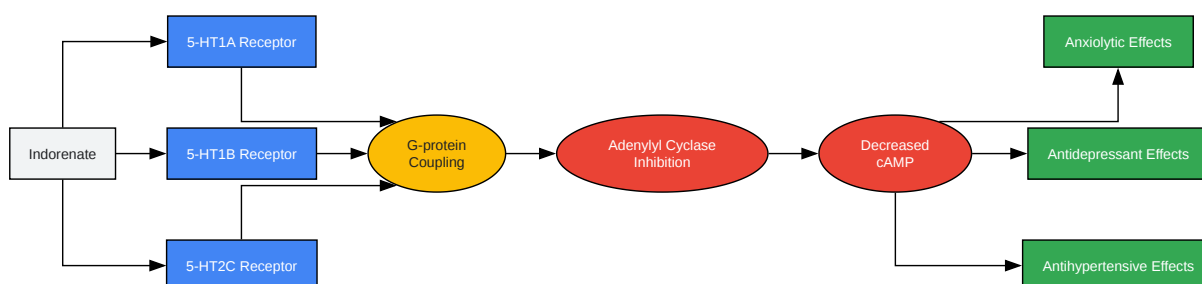 5-HT1A Receptor
Anxiolytic Effects
Indorenate
5-HT1B Receptor
G-protein
Coupling
Adenylyl Cyclase
Inhibition
Decreased
cAMP
Antidepressant Effects
5-HT2C Receptor
Antihypertensive Effects